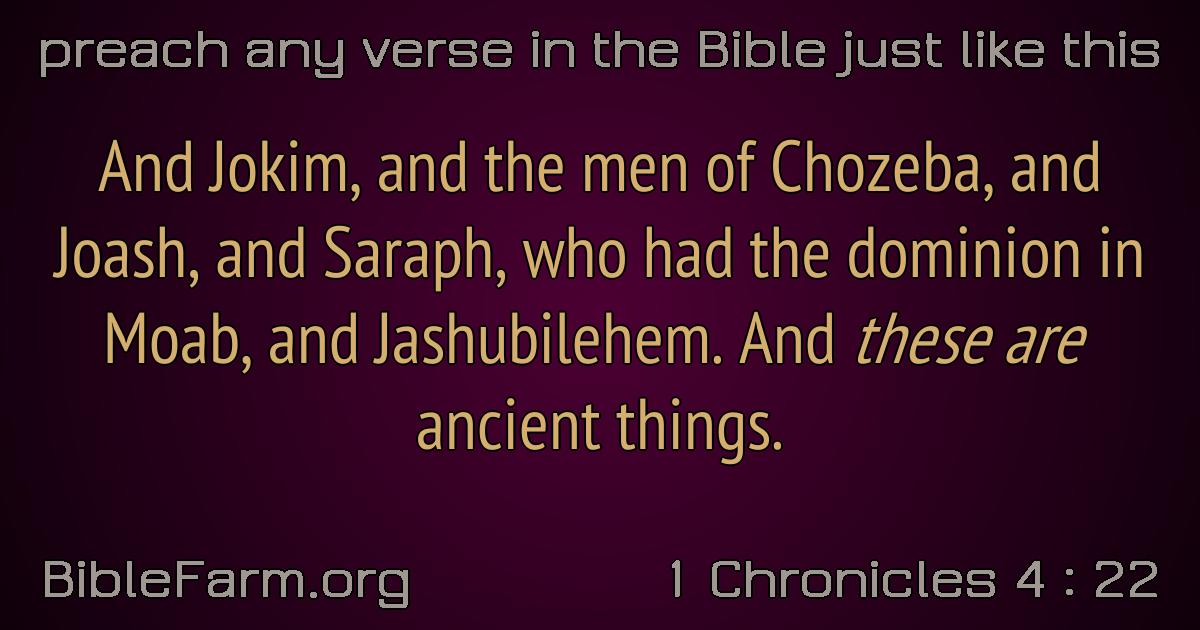 preach any verse in the Bible just like this
And Jokim, and the men of Chozeba, and
Joash, and Saraph, who had the dominion in
Moab, and Jashubilehem. And these are
ancient things.
BibleFarm.org
1 Chronicles 4 : 22